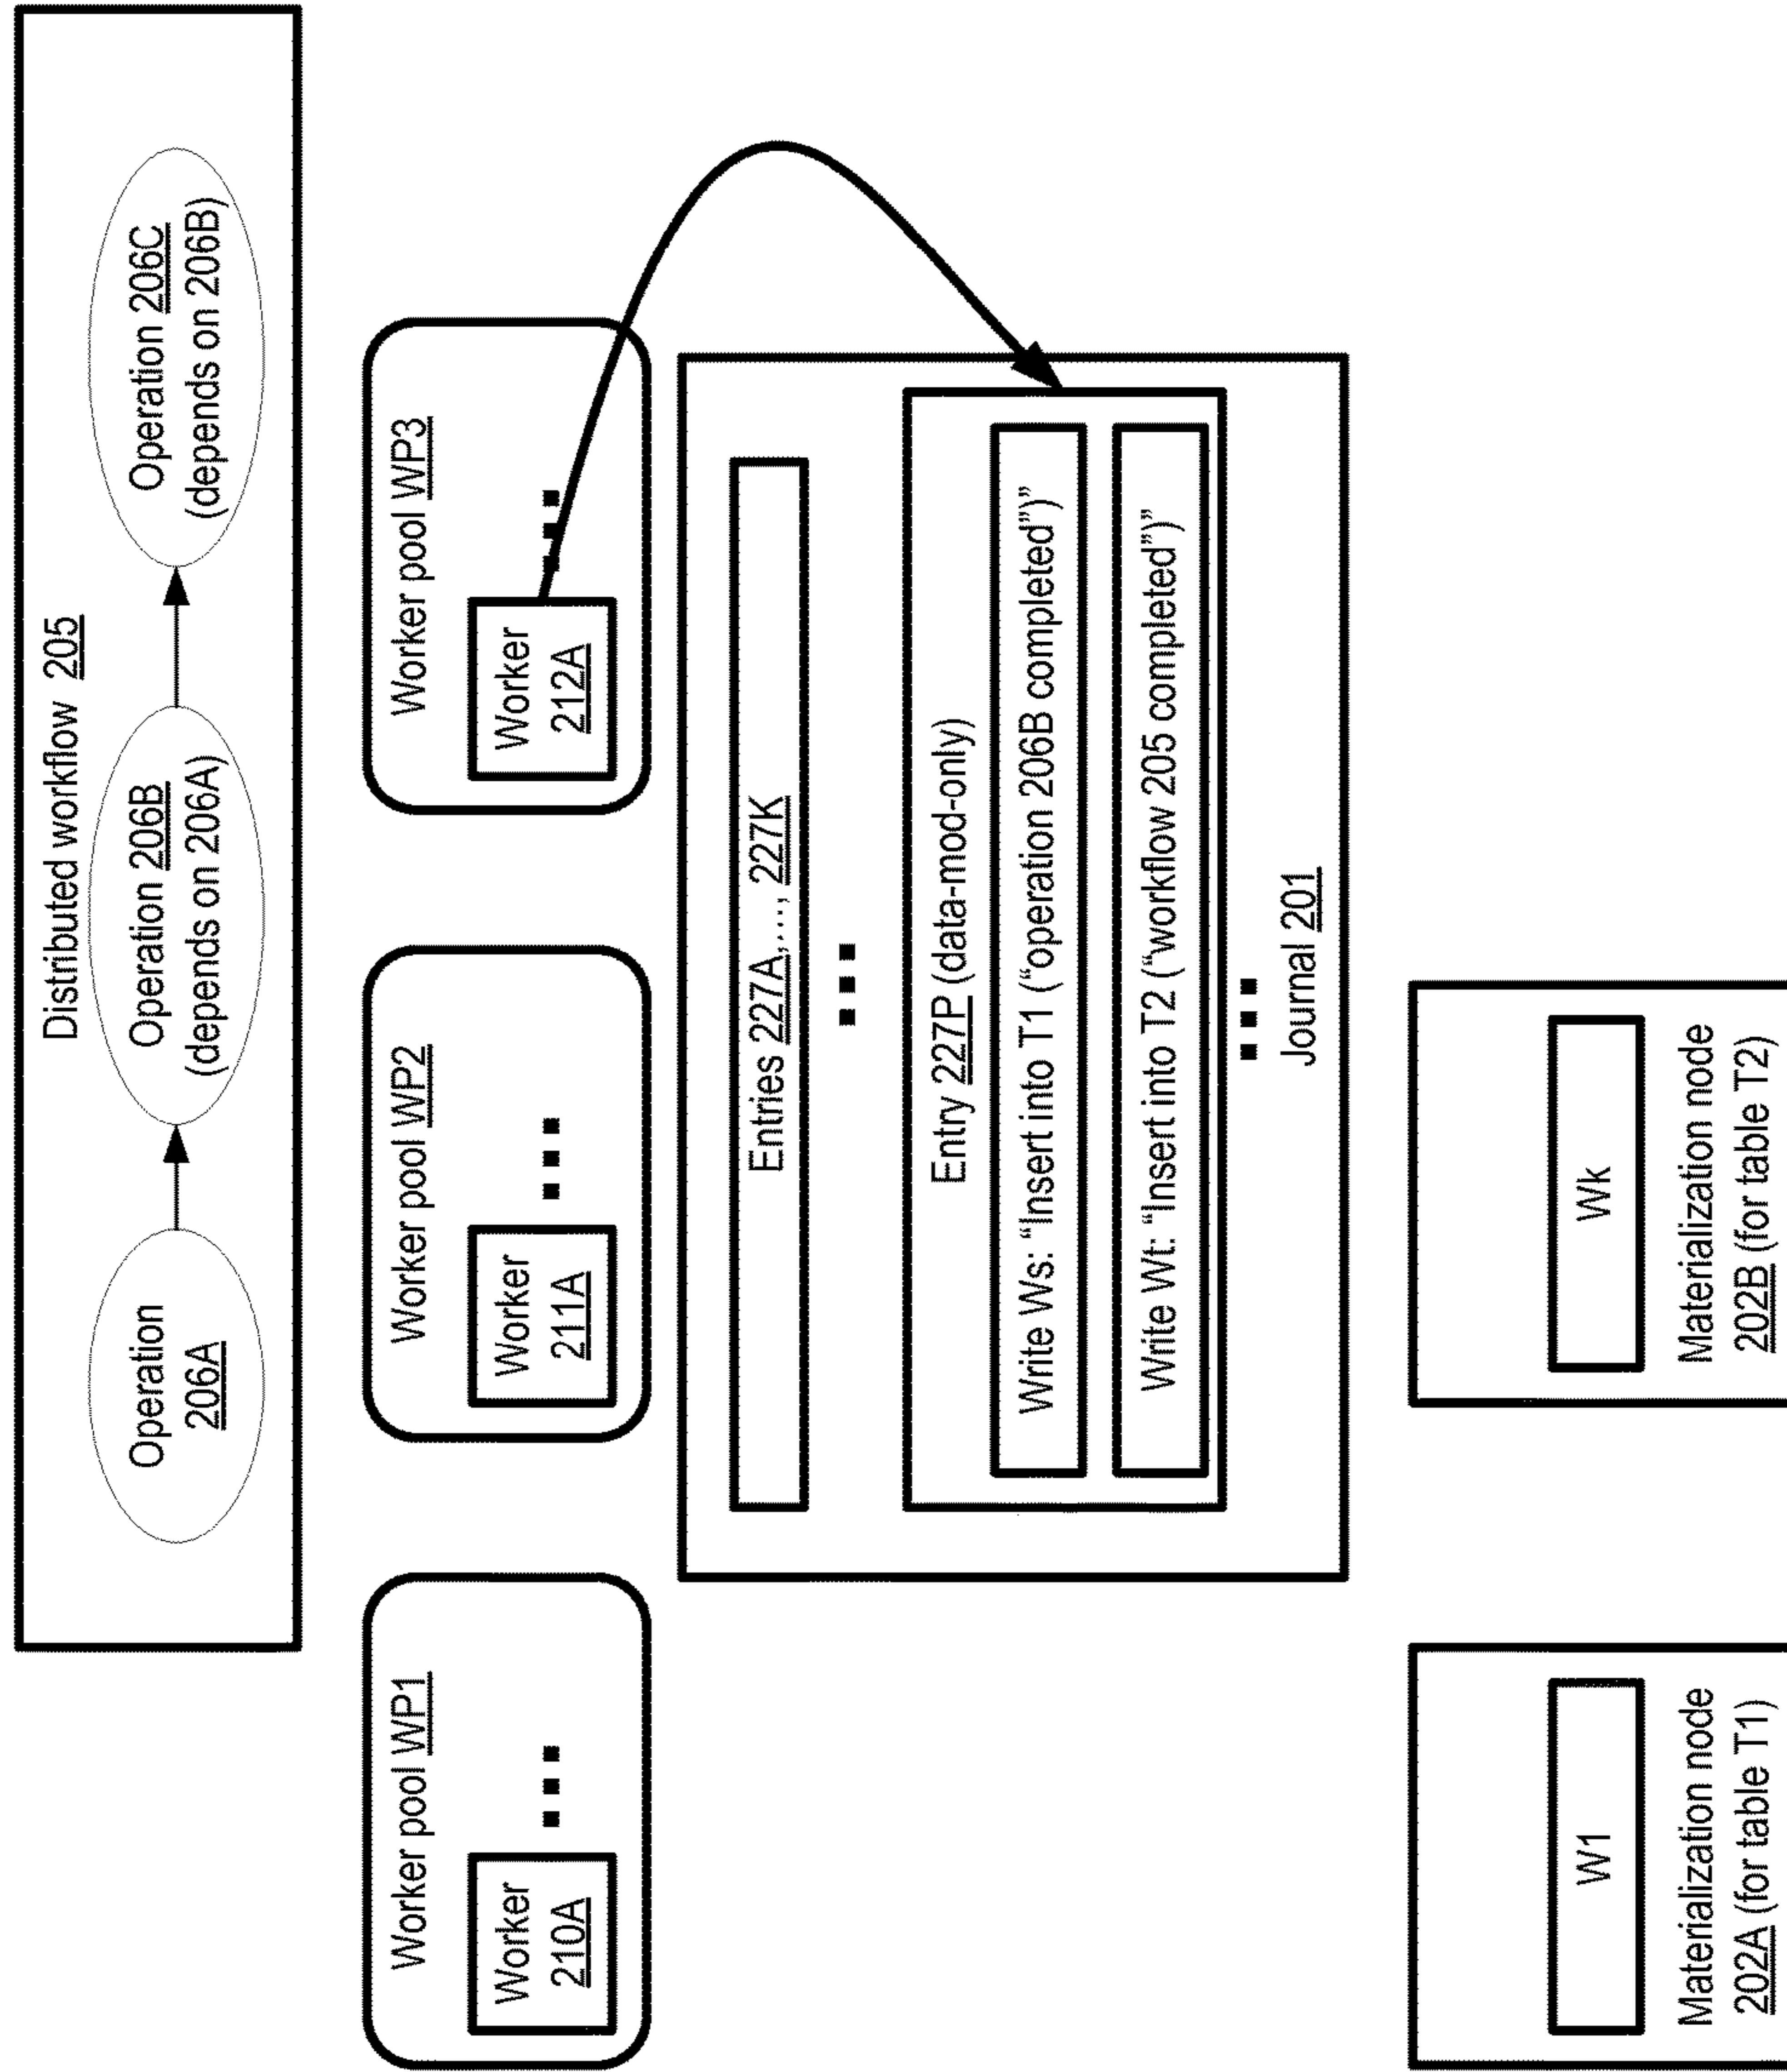 Distributed workflow 205
Operation
206A
Operation 206B
(depends on 206A)
Operation 206C
(depends on 206B)
Worker pool WP1
Worker
210A
Worker pool WP2
Worker
211A
Worker pool WP3
Worker
212A
Entries 227A,…, 227K
Entry 227P (data-mod-only)
Write Ws: “Insert into T1 (“operation 206B completed”)”
Write Wt: “Insert into T2 (“workflow 205 completed”)”
Journal 201
W1
Materialization node
202A (for table T1)
Wk
Materialization node
202B (for table T2)